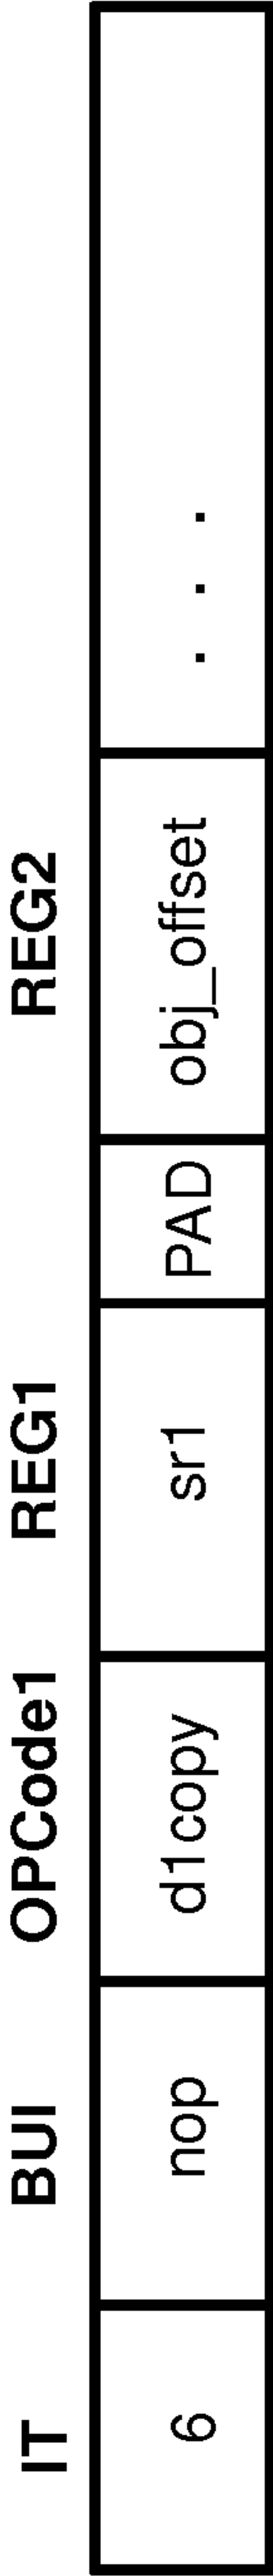 IT BUI OPCode1 REG1 REG2
6 nop d1copy sr1 PAD obj_offset . . .